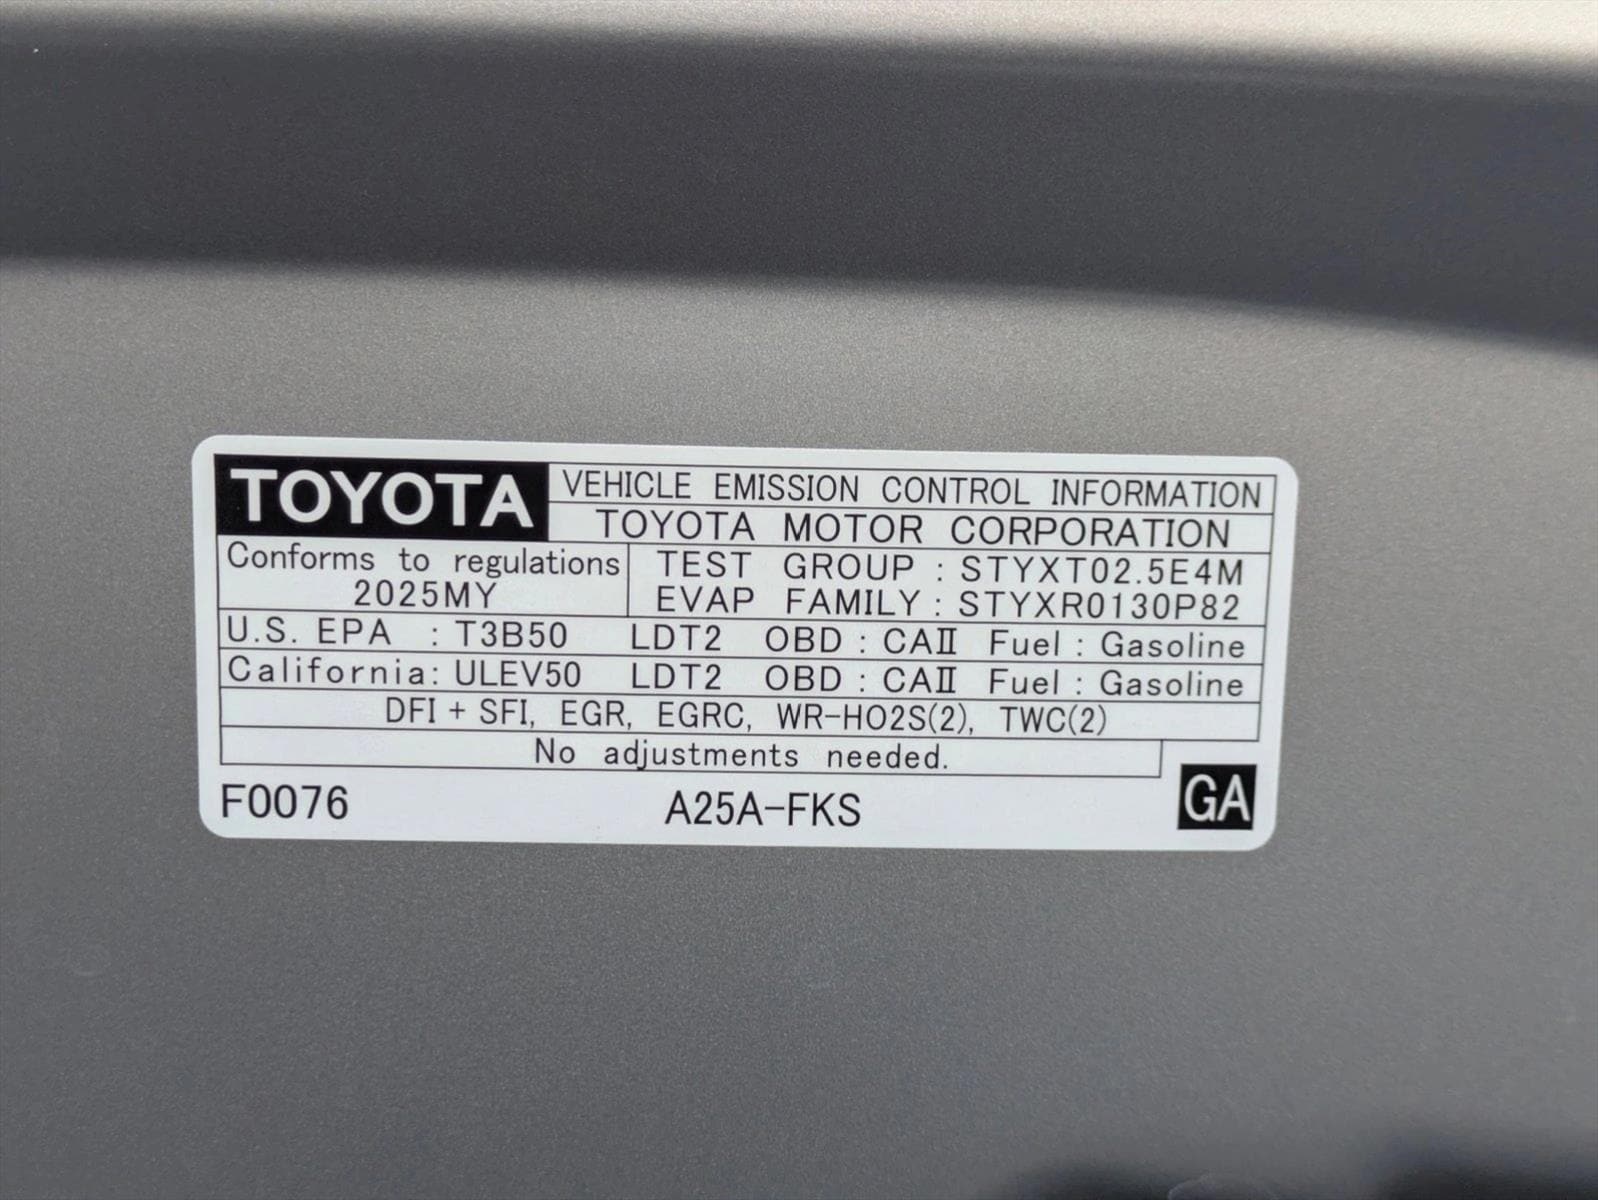 TOYOTA
VEHICLE EMISSION CONTROL INFORMATION
TOYOTA MOTOR CORPORATION
Conforms to regulations
2025MY
TEST GROUP : STYXT02.5E4M
EVAP FAMILY : STYXR0130P82
U.S. EPA : T3B50 LDT2 OBD : CAⅡ Fuel : Gasoline
California: ULEV50 LDT2 OBD : CAⅡ Fuel : Gasoline
DFI + SFI, EGR, EGRC, WR-HO2S(2), TWC(2)
No adjustments needed.
F0076 A25A-FKS GA